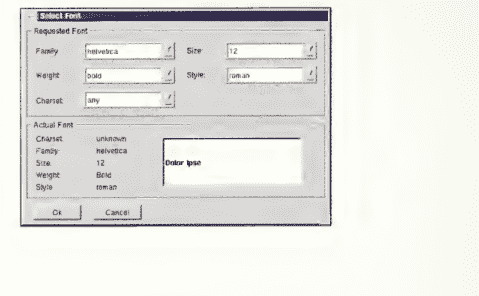 Select Font
Requested Font
Family helvetica Size: 12
Weight bold Style: roman
Charset any
Actual Font
Charset unknown
Family helvetica
Size 12
Weight Bold
Style roman
Dolor Ipse
Ok Cancel